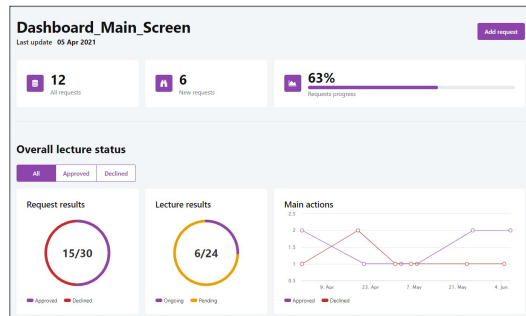 Dashboard_Main_Screen
Last update 05 Apr 2021
Add request
12
All requests
6
New requests
63%
Requests progress
Overall lecture status
All Approved Declined
Request results
15/30
Approved Declined
Lecture results
6/24
Ongoing Pending
Main actions
2.5
2
1.5
1
0.5
9. Apr 23. Apr 7. May 21. May 4. Jun
Approved Declined